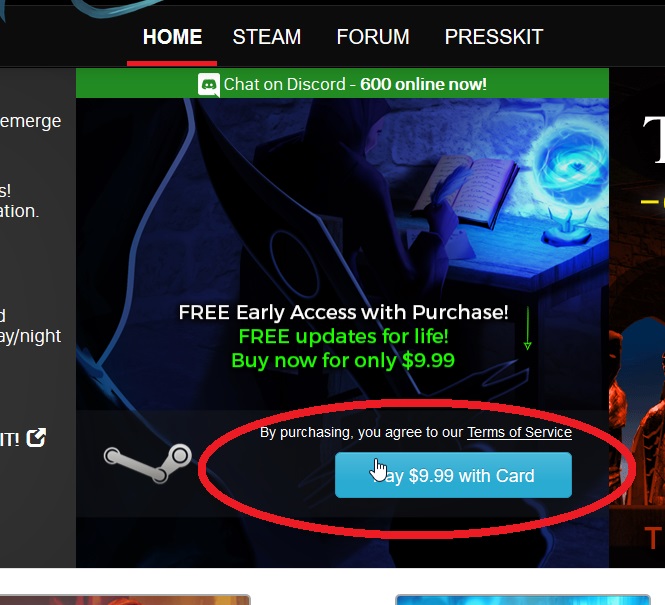 HOME STEAM FORUM PRESSKIT
Chat on Discord - 600 online now!
emerge
s!
ation.
d
ay/night
IT!
FREE Early Access with Purchase!
FREE updates for life!
Buy now for only $9.99
By purchasing, you agree to our Terms of Service
ay $9.99 with Card
T
T